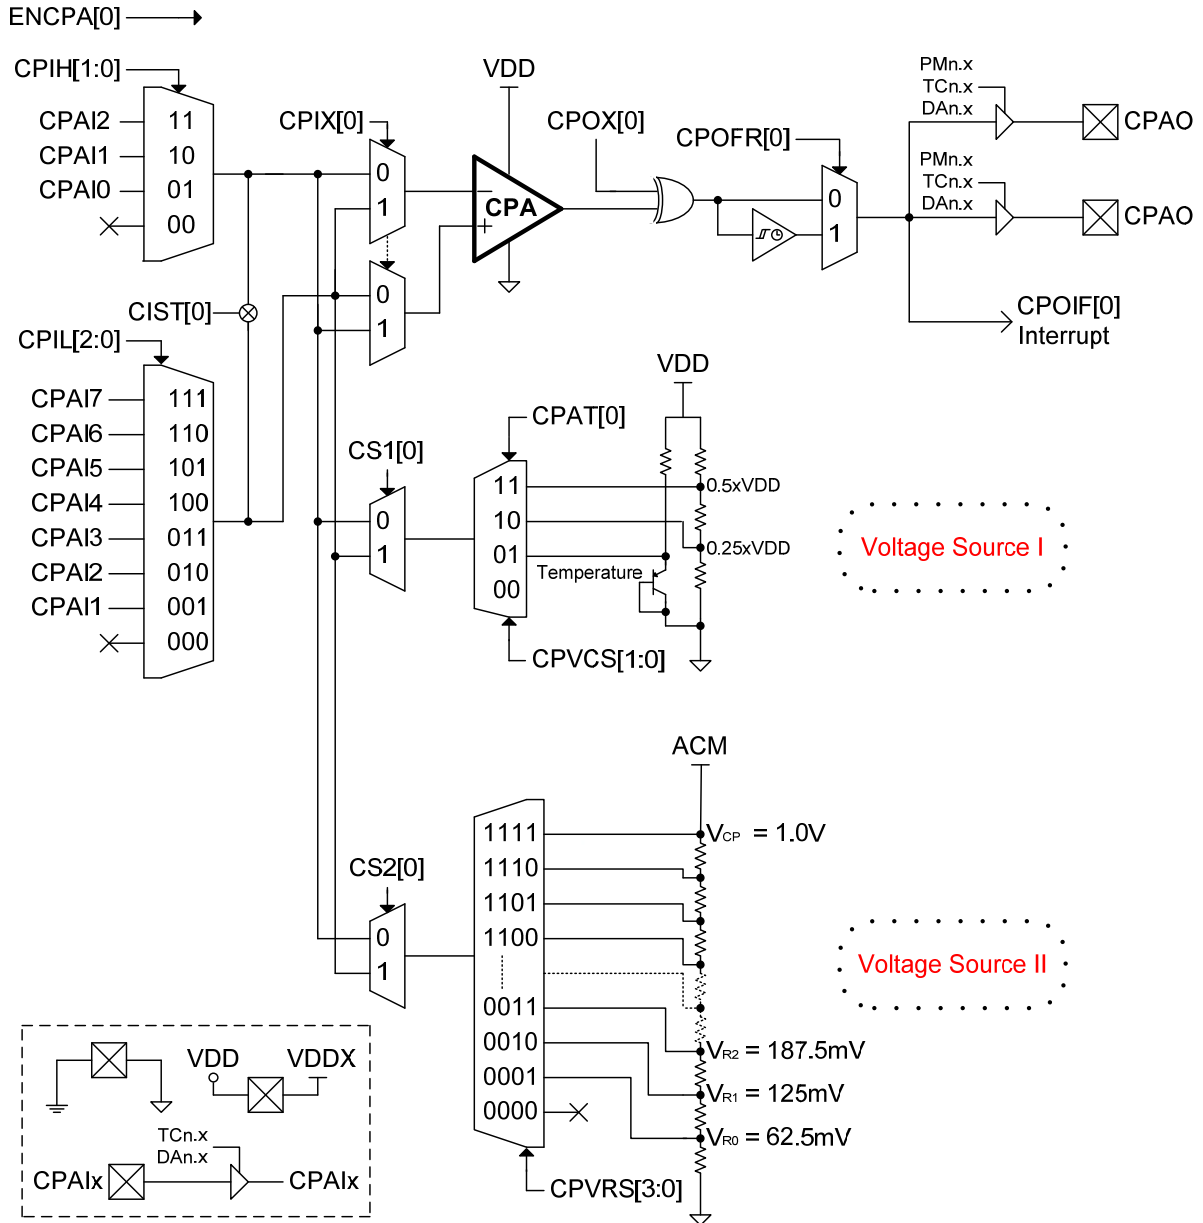 ENCPA[0]
CPIH[1:0]
CPAI2
CPAI1
CPAI0
11
10
01
00
CIST[0]
CPIL[2:0]
CPAI7
CPAI6
CPAI5
CPAI4
CPAI3
CPAI2
CPAI1
111
110
101
100
011
010
001
000
CPIX[0]
0
1
0
1
VDD
CPA
−
+
CPOX[0]
CPOFR[0]
0
1
PMn.x
TCn.x
DAn.x
CPAO
PMn.x
TCn.x
DAn.x
CPAO
CPOIF[0]
Interrupt
CS1[0]
0
1
CPAT[0]
11
10
01
00
CPVCS[1:0]
VDD
0.5xVDD
0.25xVDD
Temperature
Voltage Source I
CS2[0]
0
1
1111
1110
1101
1100
0011
0010
0001
0000
CPVRS[3:0]
ACM
VCP = 1.0V
VR2 = 187.5mV
VR1 = 125mV
VR0 = 62.5mV
Voltage Source II
VDD
VDDX
TCn.x
DAn.x
CPAIx
CPAIx